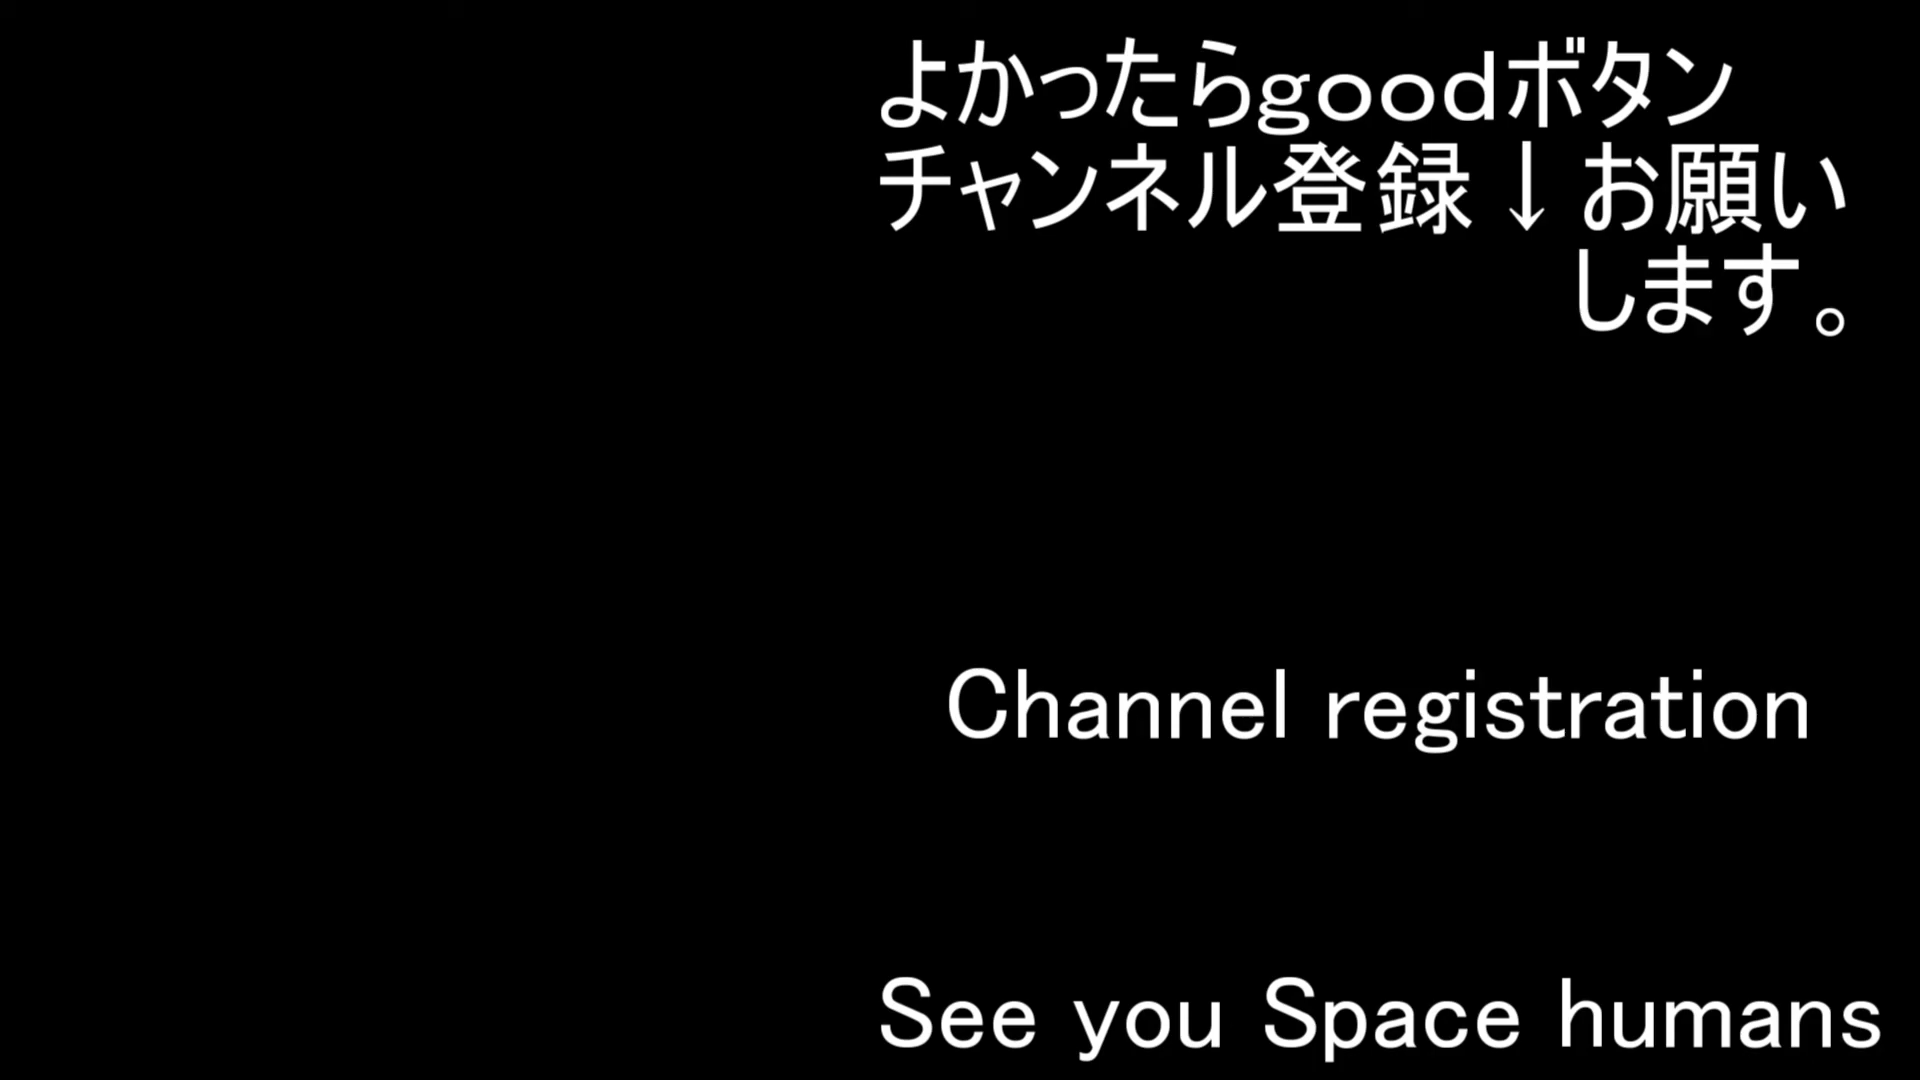 よかったらｇｏｏｄボタン
チャンネル登録↓お願い
します。
Channel registration
See you Space humans